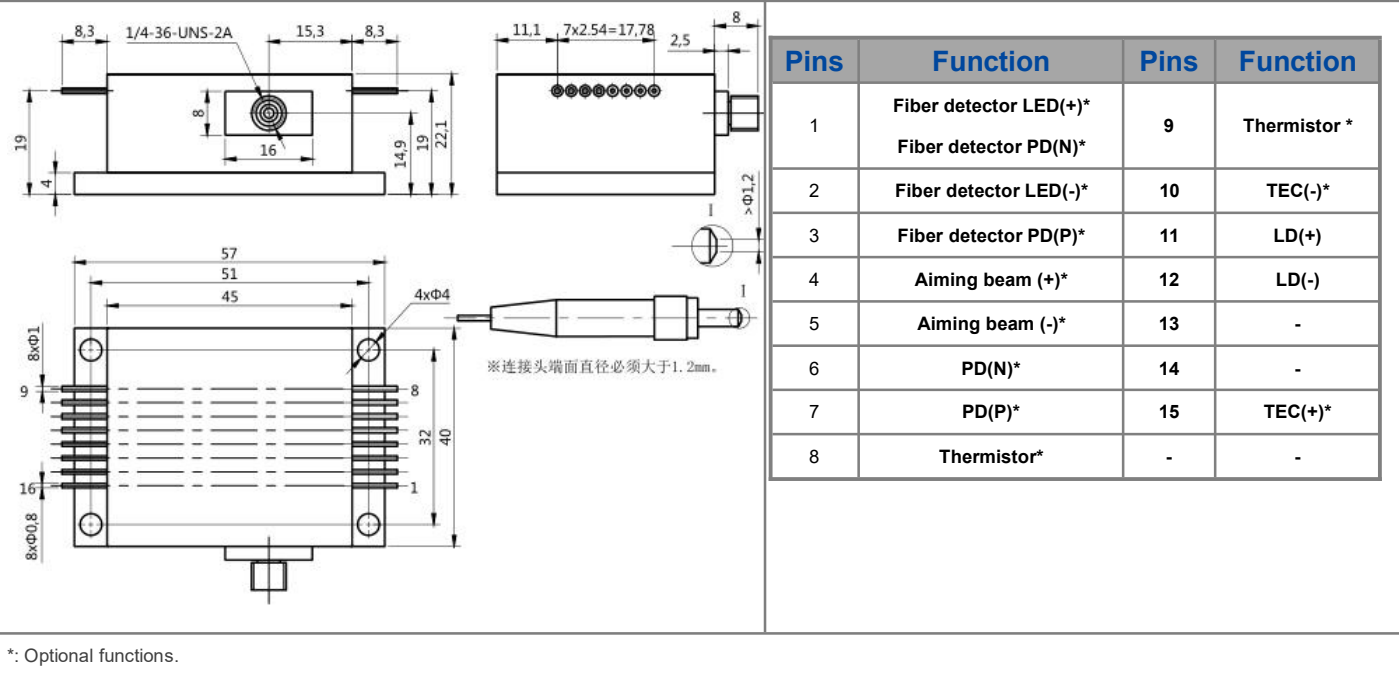 8,3
1/4-36-UNS-2A
15,3
8,3
8
16
19
4
14,9
19
22,1
11,1
7x2.54=17,78
2,5
8
I
>Φ1,2
57
51
45
4xΦ4
8xΦ1
9
8
32
40
16
1
8xΦ0,8
I
※连接头端面直径必须大于1.2mm。
Pins Function Pins Function
1 Fiber detector LED(+)* 9 Thermistor *
Fiber detector PD(N)*
2 Fiber detector LED(-)* 10 TEC(-)*
3 Fiber detector PD(P)* 11 LD(+)
4 Aiming beam (+)* 12 LD(-)
5 Aiming beam (-)* 13 -
6 PD(N)* 14 -
7 PD(P)* 15 TEC(+)*
8 Thermistor* - -
*: Optional functions.